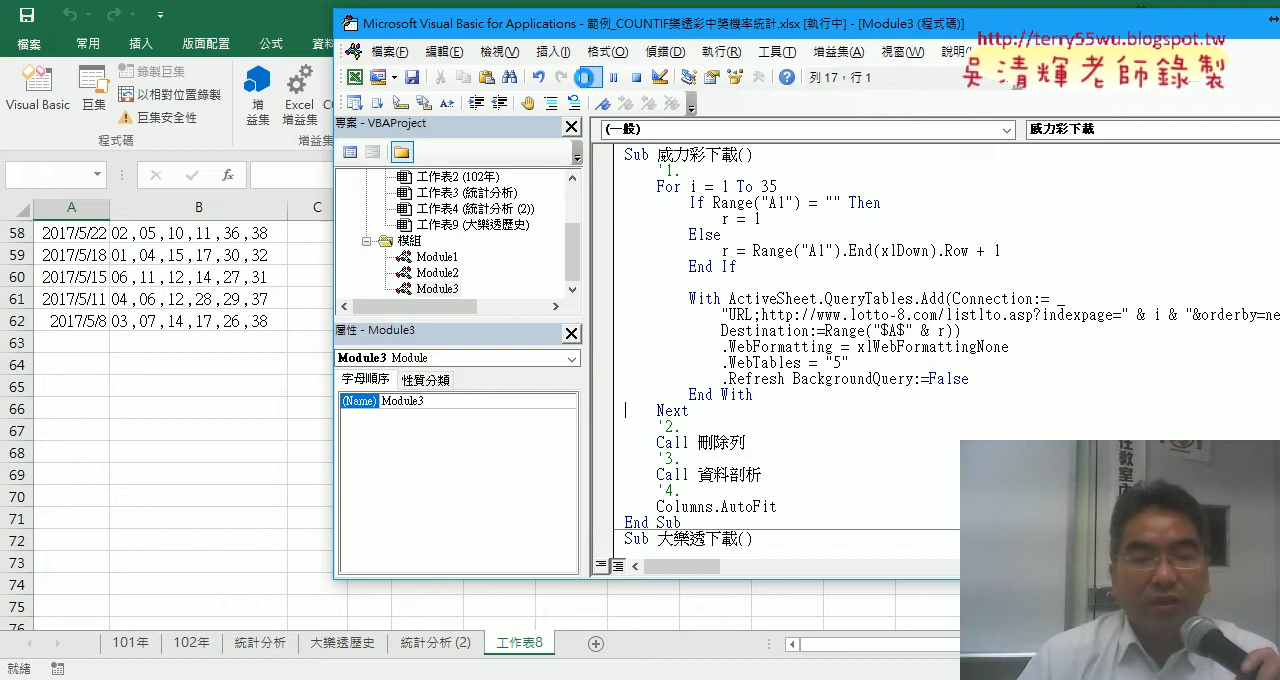 Microsoft Visual Basic for Applications - 範例_COUNTIF樂透彩中獎機率統計.xlsx [執行中] - [Module3 (程式碼)]
http://terry55wu.blogspot.tw
吳清輝老師錄製
檔案 常用 插入 版面配置 公式 資料
檔案(F) 編輯(E) 檢視(V) 插入(I) 格式(O) 偵錯(D) 執行(R) 工具(T) 增益集(A) 視窗(W) 說明
列 17，行 1
Visual Basic 巨集 錄製巨集 以相對位置錄製 巨集安全性
增益集 Excel 增益集
程式碼 增益集
專案 - VBAProject
(一般) 威力彩下載
工作表2 (102年)
工作表3 (統計分析)
工作表4 (統計分析 (2))
工作表9 (大樂透歷史)
模組
Module1
Module2
Module3
屬性 - Module3
Module3 Module
字母順序 性質分類
(Name) Module3
A B C
58 2017/5/22 02 , 05 , 10 , 11 , 36 , 38
59 2017/5/18 01 , 04 , 15 , 17 , 30 , 32
60 2017/5/15 06 , 11 , 12 , 14 , 27 , 31
61 2017/5/11 04 , 06 , 12 , 28 , 29 , 37
62 2017/5/8 03 , 07 , 14 , 17 , 26 , 38
63
64
65
66
67
68
69
70
71
72
73
74
75
76
Sub 威力彩下載()
'1.
For i = 1 To 35
If Range("A1") = "" Then
r = 1
Else
r = Range("A1").End(xlDown).Row + 1
End If
With ActiveSheet.QueryTables.Add(Connection:= _
"URL;http://www.lotto-8.com/listlto.asp?indexpage=" & i & "&orderby=ne
Destination:=Range("$A$" & r))
.WebFormatting = xlWebFormattingNone
.WebTables = "5"
.Refresh BackgroundQuery:=False
End With
Next
'2.
Call 刪除列
'3.
Call 資料剖析
'4.
Columns.AutoFit
End Sub
Sub 大樂透下載()
101年 102年 統計分析 大樂透歷史 統計分析 (2) 工作表8
就緒